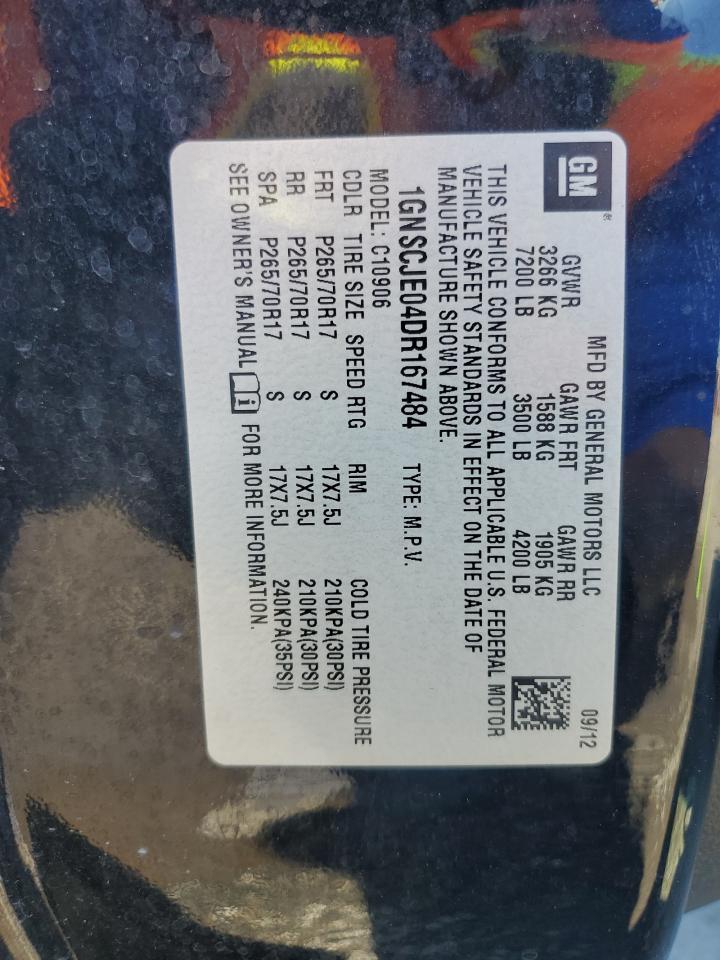 GM
®
MFD BY GENERAL MOTORS LLC 09/12
GVWR GAWR FRT GAWR RR
3266 KG 1588 KG 1905 KG
7200 LB 3500 LB 4200 LB
THIS VEHICLE CONFORMS TO ALL APPLICABLE U.S. FEDERAL MOTOR
VEHICLE SAFETY STANDARDS IN EFFECT ON THE DATE OF
MANUFACTURE SHOWN ABOVE.
1GNSCJE04DR167484 TYPE: M.P.V.
MODEL: C10906
CDLR TIRE SIZE SPEED RTG RIM COLD TIRE PRESSURE
FRT P265/70R17 S 17X7.5J 210KPA(30PSI)
RR P265/70R17 S 17X7.5J 210KPA(30PSI)
SPA P265/70R17 S 17X7.5J 240KPA(35PSI)
SEE OWNER'S MANUAL i FOR MORE INFORMATION.